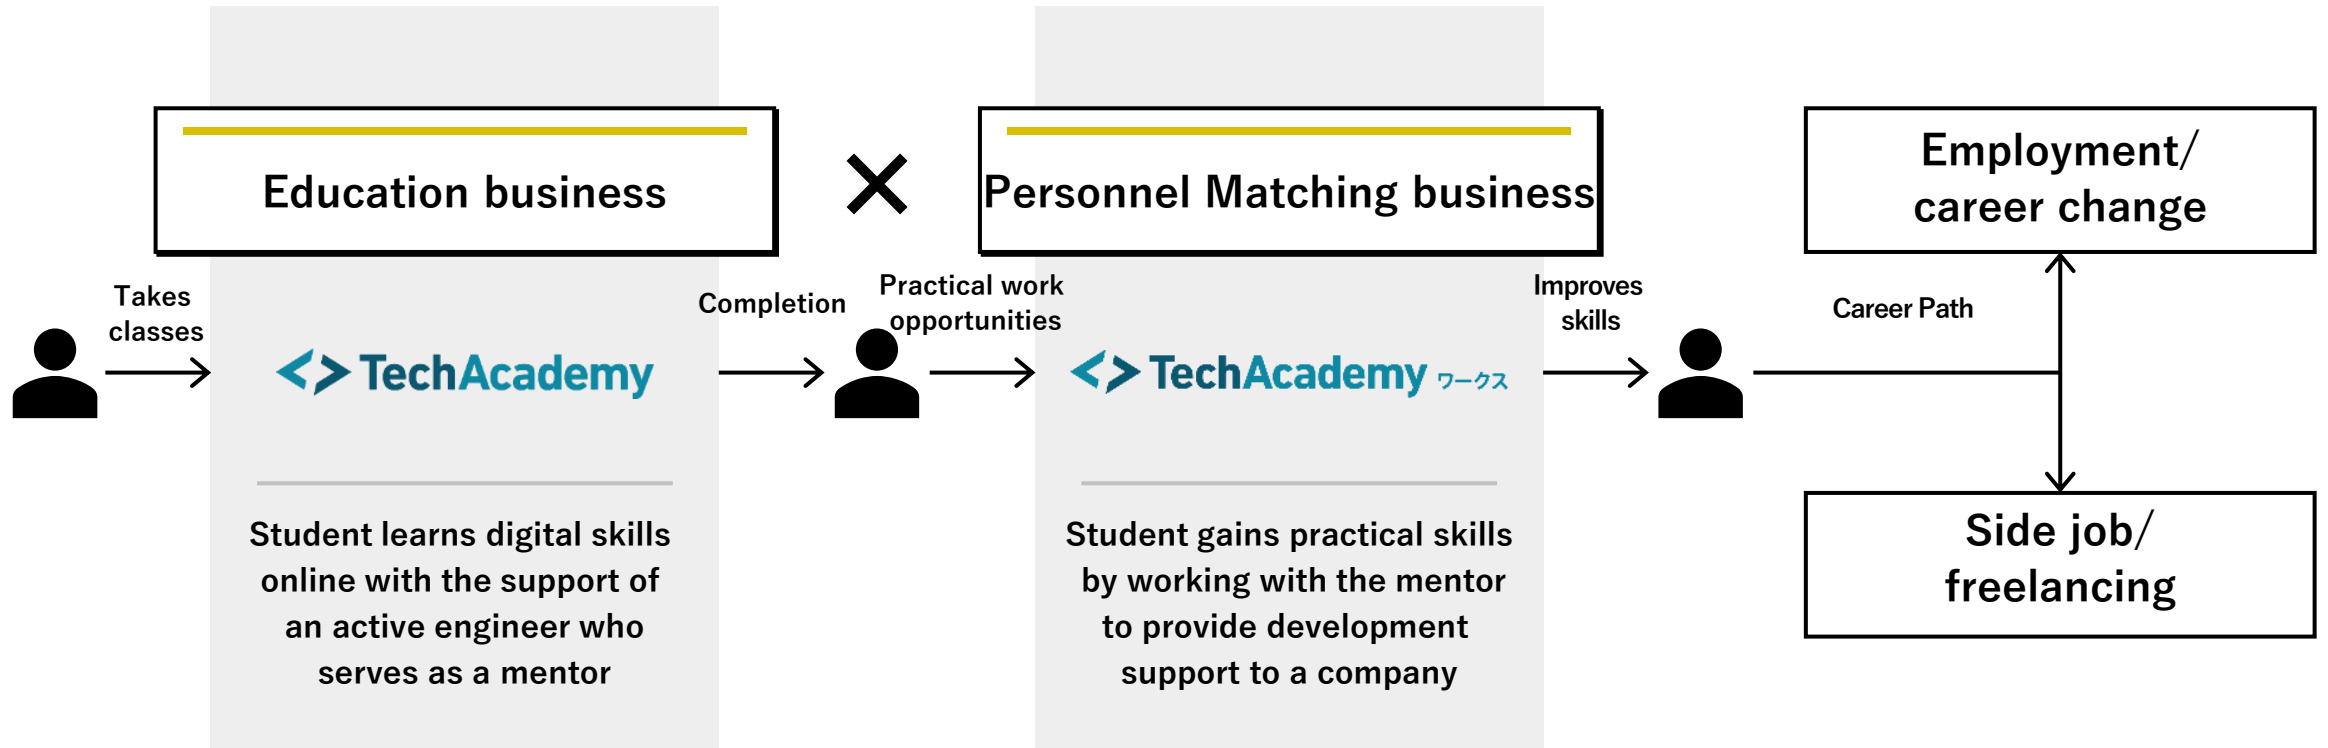 Education business
Personnel Matching business
Employment/
career change
Takes
classes
Completion
Practical work
opportunities
Improves
skills
Career Path
<> TechAcademy
<> TechAcademy ワークス
Student learns digital skills
online with the support of
an active engineer who
serves as a mentor
Student gains practical skills
by working with the mentor
to provide development
support to a company
Side job/
freelancing